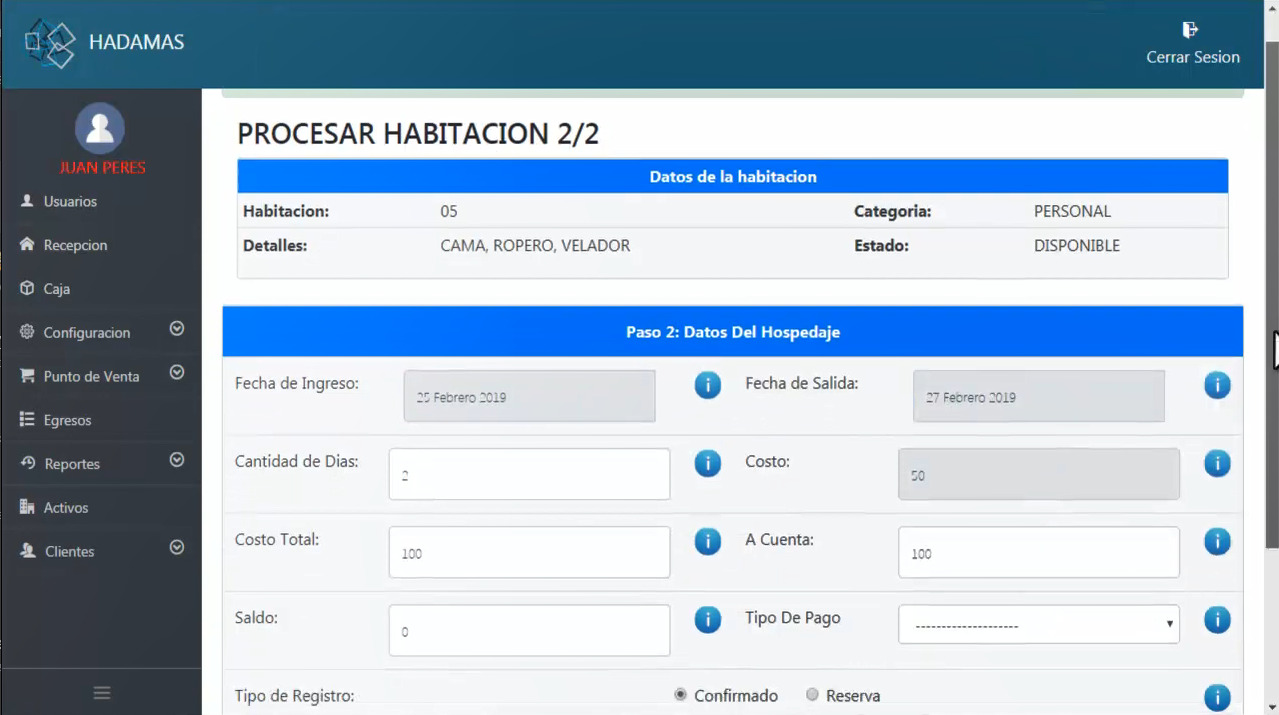 HADAMAS
Cerrar Sesion
JUAN PERES
Usuarios
Recepcion
Caja
Configuracion
Punto de Venta
Egresos
Reportes
Activos
Clientes
PROCESAR HABITACION 2/2
Datos de la habitacion
Habitacion: 05 Categoria: PERSONAL
Detalles: CAMA, ROPERO, VELADOR Estado: DISPONIBLE
Paso 2: Datos Del Hospedaje
Fecha de Ingreso: 25 Febrero 2019 Fecha de Salida: 27 Febrero 2019
Cantidad de Dias: 2 Costo: 50
Costo Total: 100 A Cuenta: 100
Saldo: 0 Tipo De Pago --------------------
Tipo de Registro: Confirmado Reserva